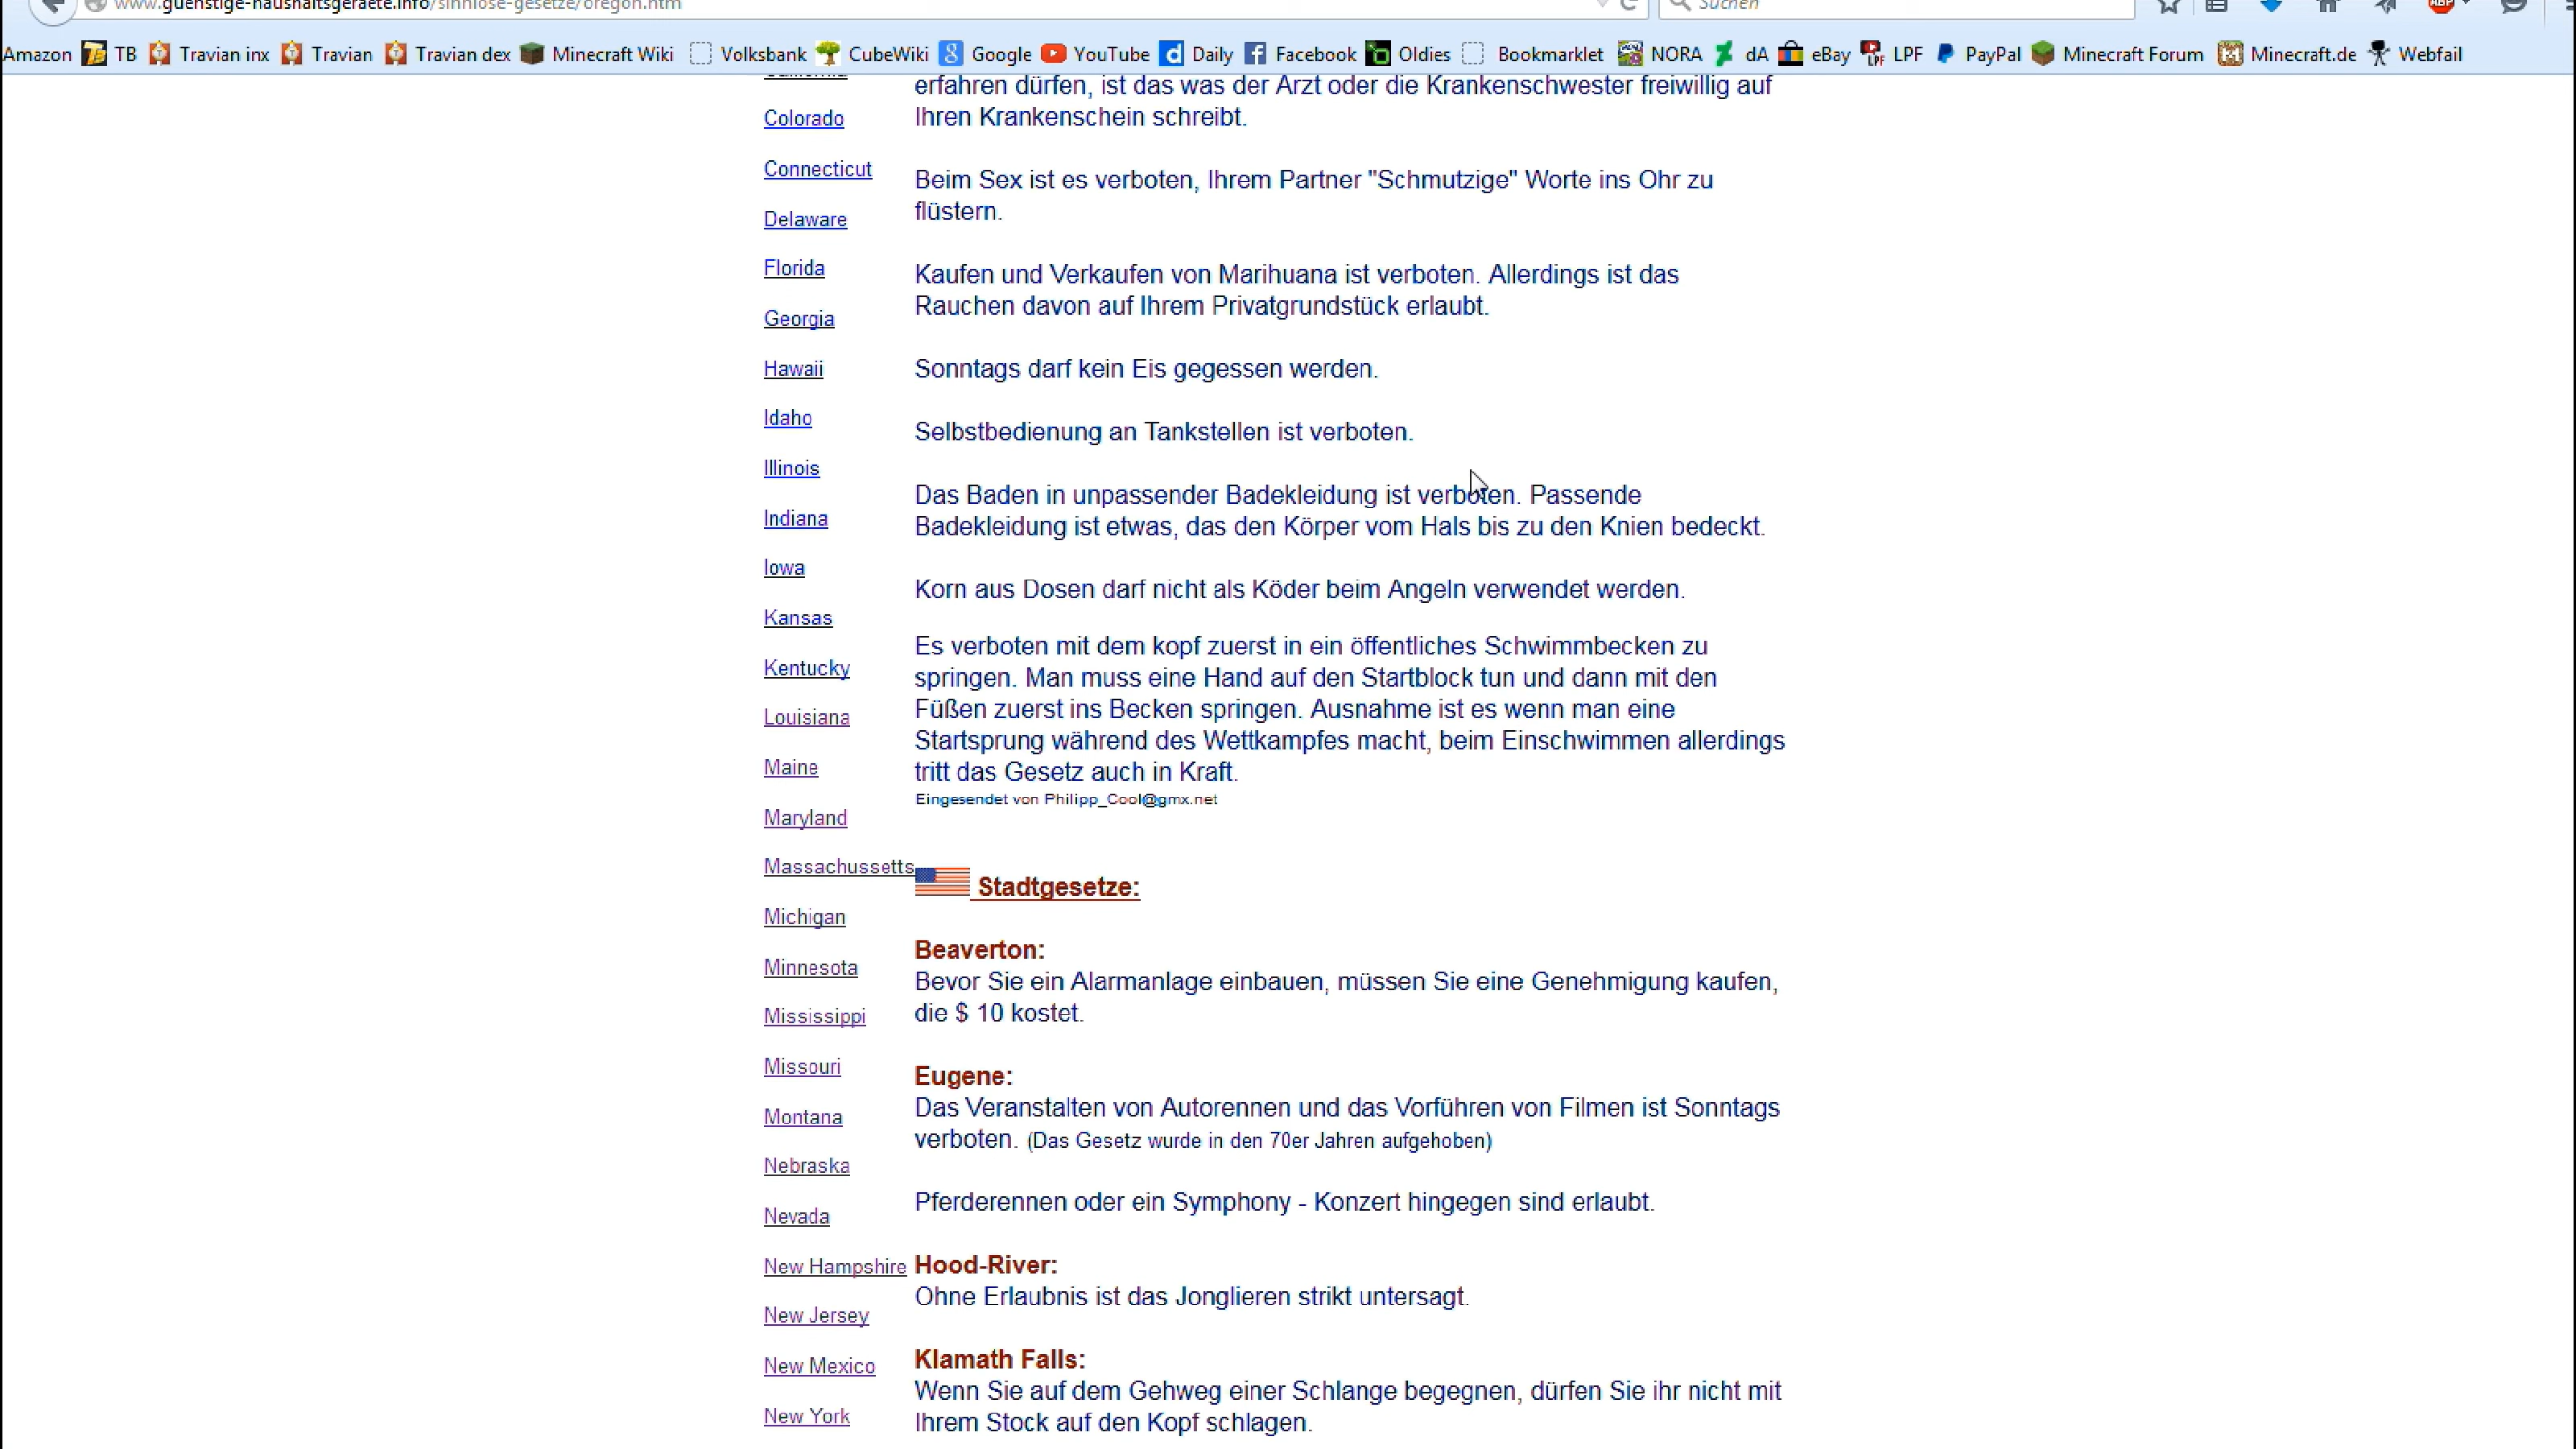 www.guenstige-haushaltsgeraete.info/sinnlose-gesetze/oregon.htm
Suchen
ABP
Amazon TB Travian inx Travian Travian dex Minecraft Wiki Volksbank CubeWiki Google YouTube Daily Facebook Oldies Bookmarklet NORA dA eBay LPF PayPal Minecraft Forum Minecraft.de Webfail
California
Colorado
Connecticut
Delaware
Florida
Georgia
Hawaii
Idaho
Illinois
Indiana
Iowa
Kansas
Kentucky
Louisiana
Maine
Maryland
Massachussetts
Michigan
Minnesota
Mississippi
Missouri
Montana
Nebraska
Nevada
New Hampshire
New Jersey
New Mexico
New York
erfahren dürfen, ist das was der Arzt oder die Krankenschwester freiwillig auf
Ihren Krankenschein schreibt.
Beim Sex ist es verboten, Ihrem Partner "Schmutzige" Worte ins Ohr zu
flüstern.
Kaufen und Verkaufen von Marihuana ist verboten. Allerdings ist das
Rauchen davon auf Ihrem Privatgrundstück erlaubt.
Sonntags darf kein Eis gegessen werden.
Selbstbedienung an Tankstellen ist verboten.
Das Baden in unpassender Badekleidung ist verboten. Passende
Badekleidung ist etwas, das den Körper vom Hals bis zu den Knien bedeckt.
Korn aus Dosen darf nicht als Köder beim Angeln verwendet werden.
Es verboten mit dem kopf zuerst in ein öffentliches Schwimmbecken zu
springen. Man muss eine Hand auf den Startblock tun und dann mit den
Füßen zuerst ins Becken springen. Ausnahme ist es wenn man eine
Startsprung während des Wettkampfes macht, beim Einschwimmen allerdings
tritt das Gesetz auch in Kraft.
Eingesendet von Philipp_Cool@gmx.net
Stadtgesetze:
Beaverton:
Bevor Sie ein Alarmanlage einbauen, müssen Sie eine Genehmigung kaufen,
die $ 10 kostet.
Eugene:
Das Veranstalten von Autorennen und das Vorführen von Filmen ist Sonntags
verboten. (Das Gesetz wurde in den 70er Jahren aufgehoben)
Pferderennen oder ein Symphony - Konzert hingegen sind erlaubt.
Hood-River:
Ohne Erlaubnis ist das Jonglieren strikt untersagt.
Klamath Falls:
Wenn Sie auf dem Gehweg einer Schlange begegnen, dürfen Sie ihr nicht mit
Ihrem Stock auf den Kopf schlagen.